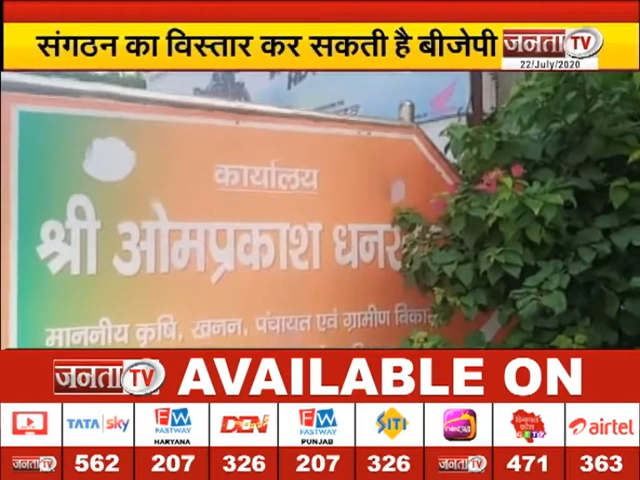 संगठन का विस्तार कर सकती है बीजेपी
जनता TV
22/July/2020
कार्यालय
श्री ओमप्रकाश
माननीय कृषि, खनन, पंचायत एवं ग्रामीण
जनता TV AVAILABLE ON
TATA sky FW FASTWAY HARYANA DEN FW FASTWAY PUNJAB SITI airtel
जनता TV 562 207 326 207 326 जनता TV 471 363